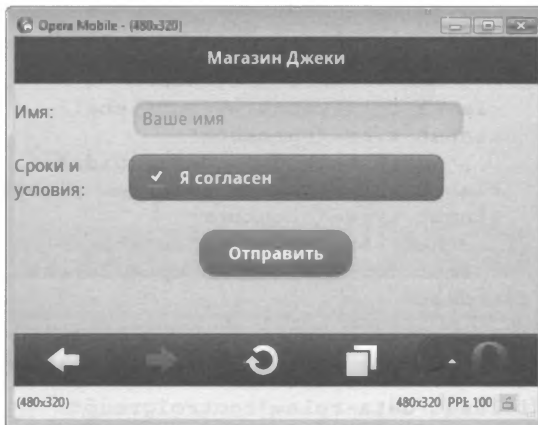 Opera Mobile - (480x320)
Магазин Джеки
Имя:
Ваше имя
Сроки и
условия:
Я согласен
Отправить
(480x320)
480x320 PPI: 100